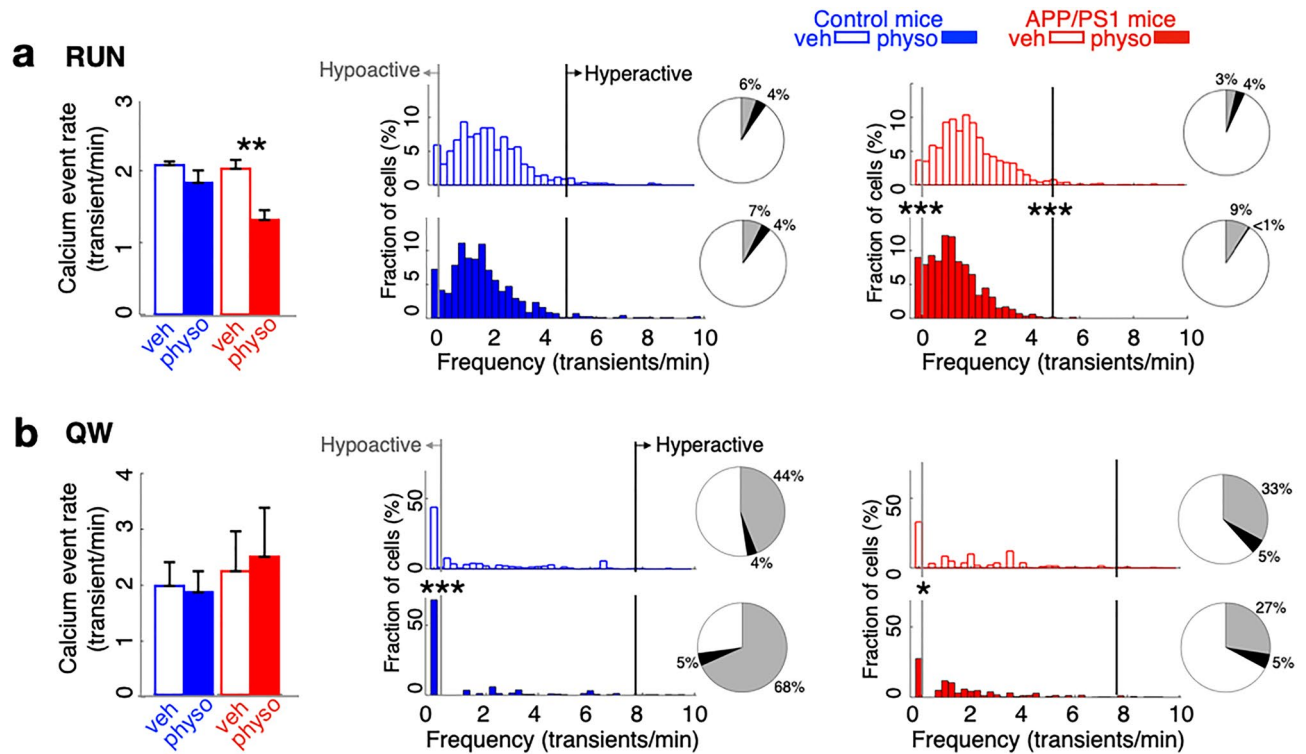 Control mice
veh physo
APP/PS1 mice
veh physo
a RUN
Calcium event rate
(transient/min)
0 1 2 3
**
veh physo veh physo
Hypoactive
Hyperactive
Fraction of cells (%)
0 5 10
6% 4%
0 5 10
7% 4%
0 2 4 6 8 10
Frequency (transients/min)
Fraction of cells (%)
0 5 10
3% 4%
*** ***
0 5 10
9% <1%
0 2 4 6 8 10
Frequency (transients/min)
b QW
Calcium event rate
(transient/min)
0 1 2 3 4
veh physo veh physo
Hypoactive
Hyperactive
Fraction of cells (%)
0 50
44%
4%
***
0 50
5%
68%
0 2 4 6 8 10
Frequency (transients/min)
Fraction of cells (%)
0 50
33%
5%
*
0 50
27%
5%
0 2 4 6 8 10
Frequency (transients/min)